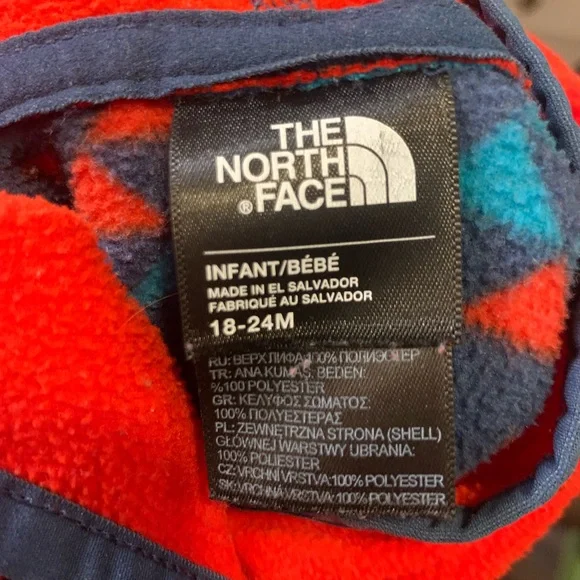 THE
NORTH
® FACE
INFANT/BÉBÉ
MADE IN EL SALVADOR
FABRIQUÉ AU SALVADOR
18-24M
RU: ВЕРХ ЛИФА:100% ПОЛИЭСТЕР
TR: ANA KUMAS, BEDEN:
%100 POLYESTER
GR: ΚΕΛΥΦΟΣ ΣΩΜΑΤΟΣ:
100% ΠΟΛΥΕΣΤΕΡΑΣ
PL: ZEWNĘTRZNA STRONA (SHELL)
GŁÓWNEJ WARSTWY UBRANIA:
100% POLIESTER
CZ: VRCHNÍ VRSTVA:100% POLYESTER
SK: VRCHNÁ VRSTVA:100% POLYESTER